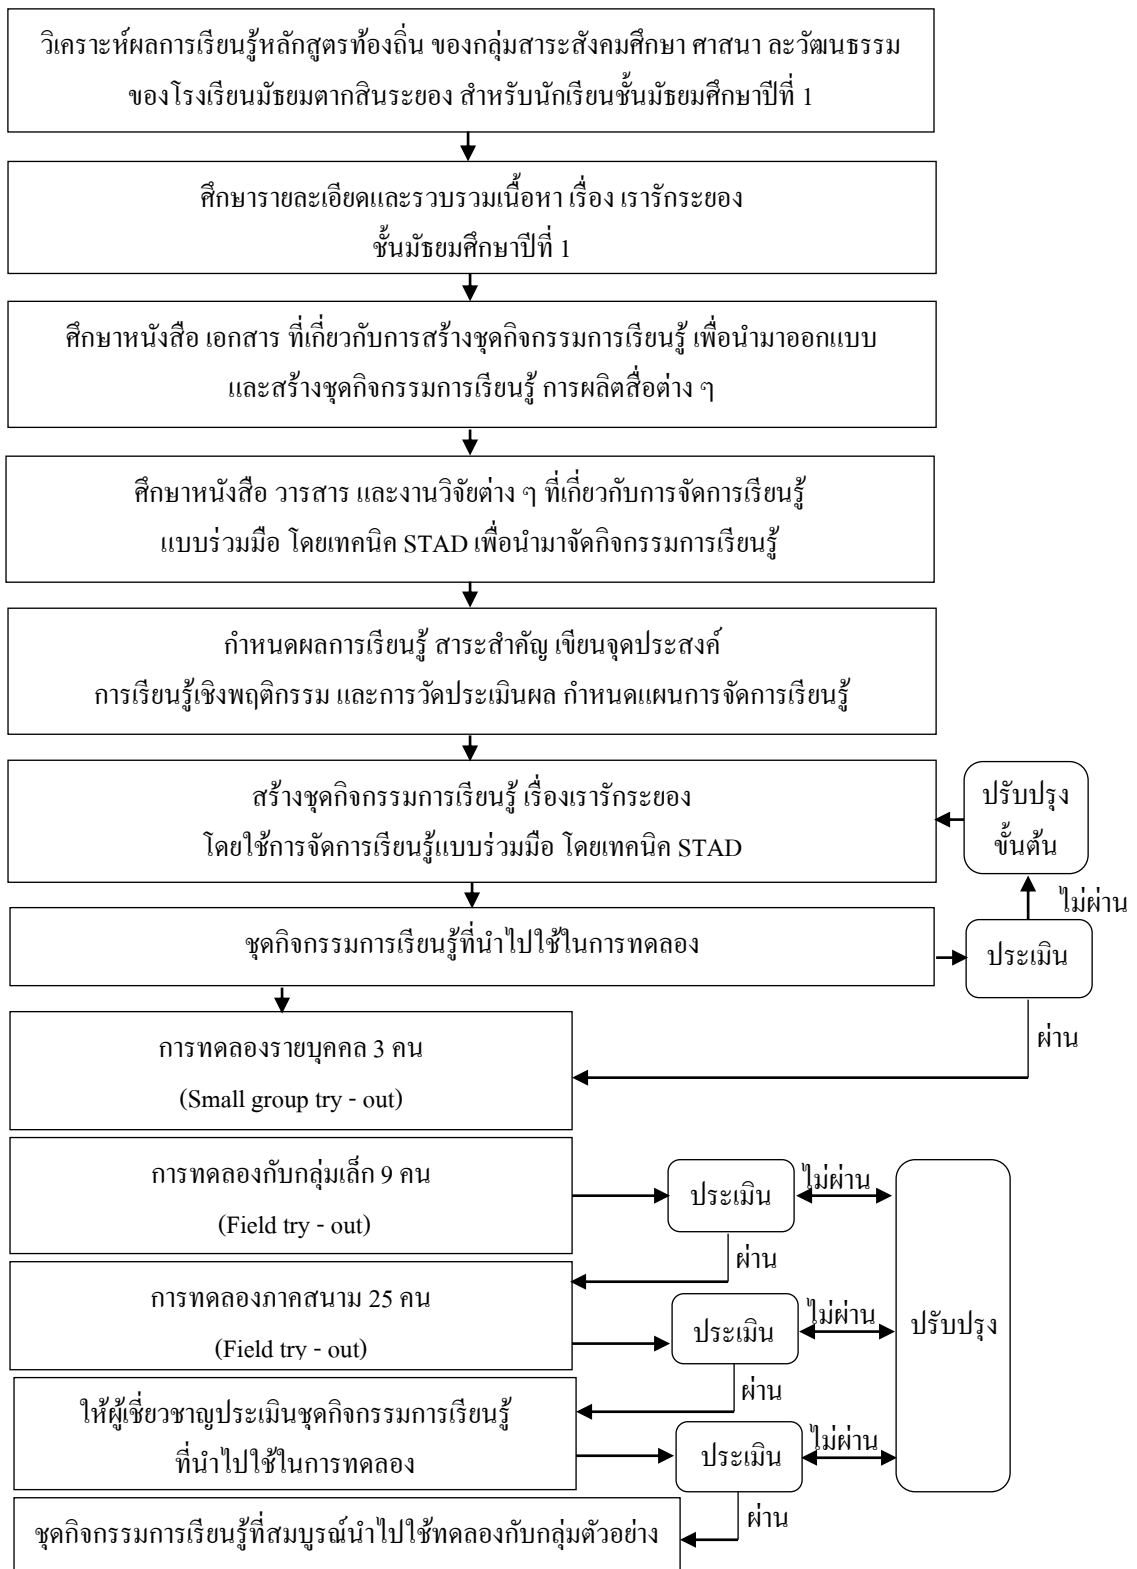 วิเคราะห์ผลการเรียนรู้หลักสูตรท้องถิ่น ของกลุ่มสาระสังคมศึกษา ศาสนา ละวัฒนธรรม
ของโรงเรียนมัธยมตากสินระยอง สำหรับนักเรียนชั้นมัธยมศึกษาปีที่ 1
ศึกษารายละเอียดและรวบรวมเนื้อหา เรื่อง เรารักระยอง
ชั้นมัธยมศึกษาปีที่ 1
ศึกษาหนังสือ เอกสาร ที่เกี่ยวกับการสร้างชุดกิจกรรมการเรียนรู้ เพื่อนำมาออกแบบ
และสร้างชุดกิจกรรมการเรียนรู้ การผลิตสื่อต่าง ๆ
ศึกษาหนังสือ วารสาร และงานวิจัยต่าง ๆ ที่เกี่ยวกับการจัดการเรียนรู้
แบบร่วมมือ โดยเทคนิค STAD เพื่อนำมาจัดกิจกรรมการเรียนรู้
กำหนดผลการเรียนรู้ สาระสำคัญ เขียนจุดประสงค์
การเรียนรู้เชิงพฤติกรรม และการวัดประเมินผล กำหนดแผนการจัดการเรียนรู้
สร้างชุดกิจกรรมการเรียนรู้ เรื่องเรารักระยอง
โดยใช้การจัดการเรียนรู้แบบร่วมมือ โดยเทคนิค STAD
ปรับปรุง
ขั้นต้น
ไม่ผ่าน
ชุดกิจกรรมการเรียนรู้ที่นำไปใช้ในการทดลอง
ประเมิน
ผ่าน
การทดลองรายบุคคล 3 คน
(Small group try - out)
การทดลองกับกลุ่มเล็ก 9 คน
(Field try - out)
ประเมิน
ไม่ผ่าน
ผ่าน
การทดลองภาคสนาม 25 คน
(Field try - out)
ประเมิน
ไม่ผ่าน
ปรับปรุง
ผ่าน
ให้ผู้เชี่ยวชาญประเมินชุดกิจกรรมการเรียนรู้
ที่นำไปใช้ในการทดลอง
ประเมิน
ไม่ผ่าน
ผ่าน
ชุดกิจกรรมการเรียนรู้ที่สมบูรณ์นำไปใช้ทดลองกับกลุ่มตัวอย่าง